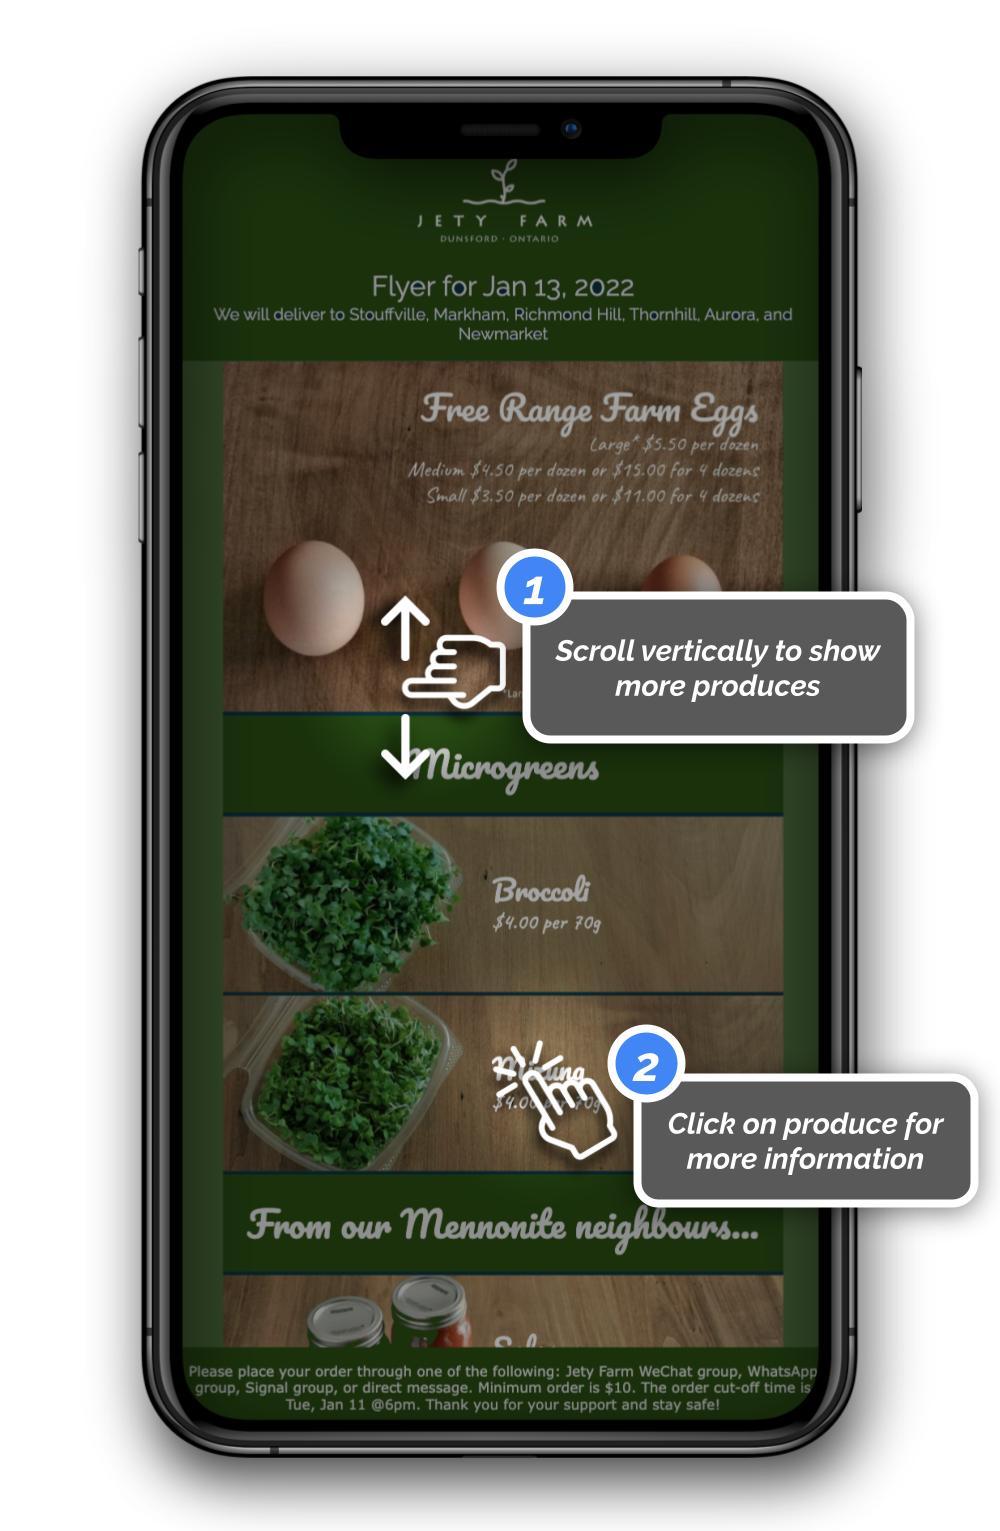 JETY FARM
DUNSFORD · ONTARIO
Flyer for Jan 13, 2022
We will deliver to Stouffville, Markham, Richmond Hill, Thornhill, Aurora, and
Newmarket
Free Range Farm Eggs
Large* $5.50 per dozen
Medium $4.50 per dozen or $15.00 for 4 dozens
Small $3.50 per dozen or $11.00 for 4 dozens
1
Scroll vertically to show
more produces
Microgreens
Broccoli
$4.00 per 70g
Mizuna
$4.00 per 70g
2
Click on produce for
more information
From our Mennonite neighbours...
Please place your order through one of the following: Jety Farm WeChat group, WhatsApp
group, Signal group, or direct message. Minimum order is $10. The order cut-off time is
Tue, Jan 11 @6pm. Thank you for your support and stay safe!